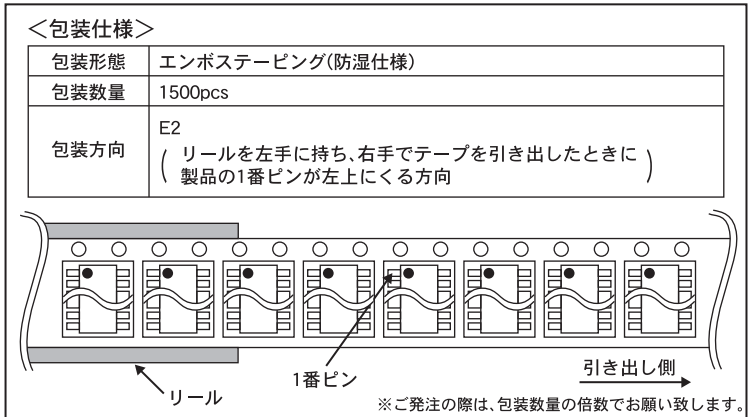 ＜包装仕様＞
包装形態 エンボステーピング(防湿仕様)
包装数量 1500pcs
包装方向 E2
( リールを左手に持ち、右手でテープを引き出したときに
製品の1番ピンが左上にくる方向 )
引き出し側
1番ピン
リール
※ご発注の際は、包装数量の倍数でお願い致します。